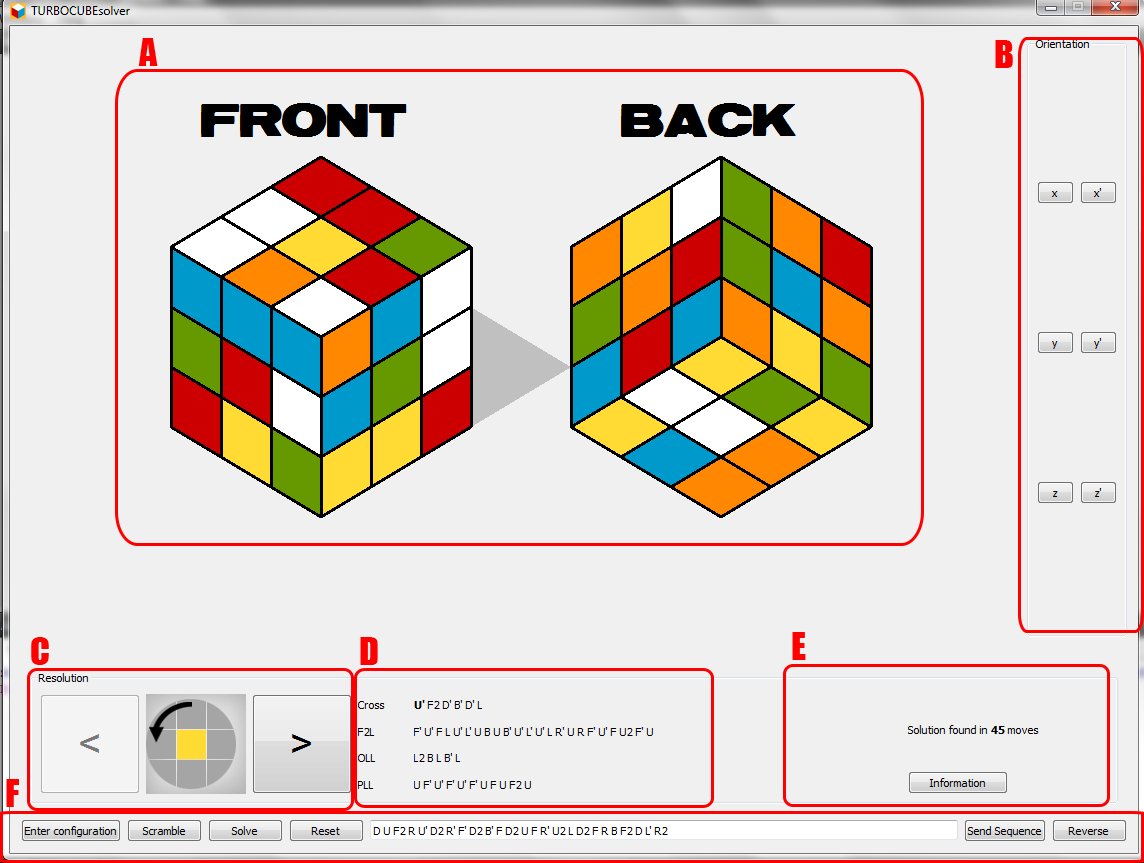 TURBOCUBEsolver
A
B
Orientation
FRONT
BACK
x x'
y y'
z z'
C
D
E
Resolution
< >
Cross U' F2 D' B' D' L
F2L F' U' F L U' L' U B U B' U' L' U' L R' U R F' U' F U2 F' U
OLL L2 B L B' L
PLL U F' U' F' U' F' U F U F2 U
Solution found in 45 moves
Information
F
Enter configuration Scramble Solve Reset D U F2 R U' D2 R' F' D2 B' F D2 U F R' U2 L D2 F R B F2 D L' R2 Send Sequence Reverse